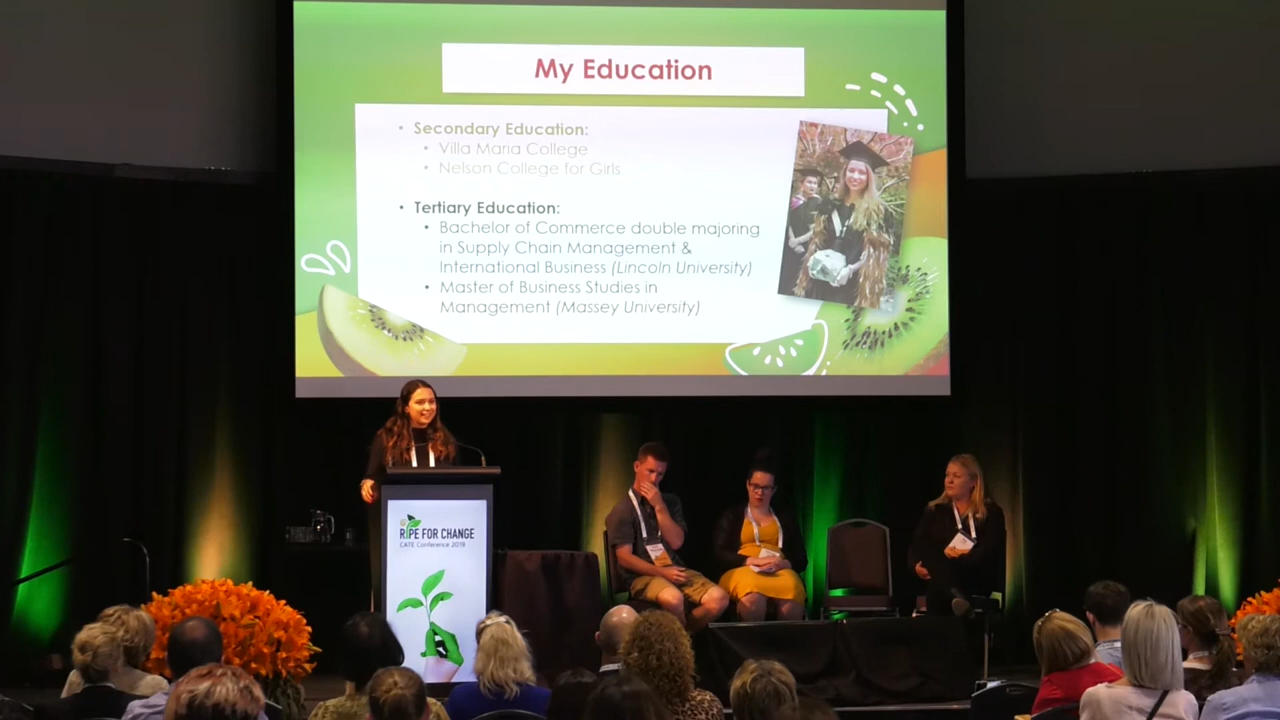 My Education
• Secondary Education:
• Villa Maria College
• Nelson College for Girls
• Tertiary Education:
• Bachelor of Commerce double majoring
in Supply Chain Management &
International Business (Lincoln University)
• Master of Business Studies in
Management (Massey University)
RIPE FOR CHANGE
CATE Conference 2019